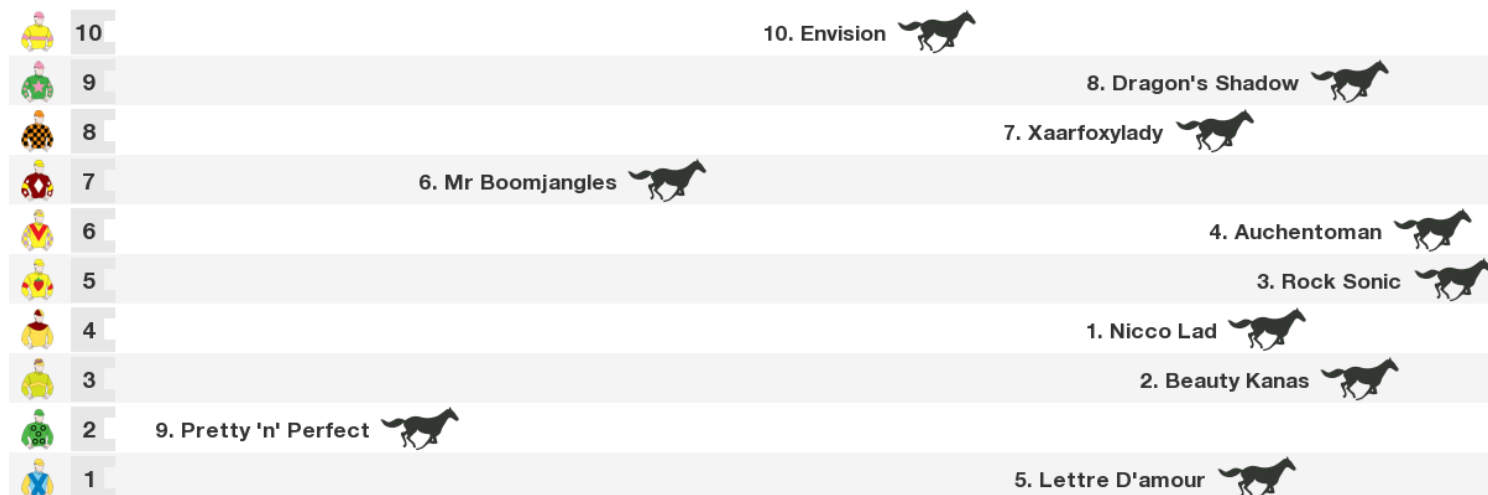 10 10. Envision
9 8. Dragon's Shadow
8 7. Xaarfoxylady
7 6. Mr Boomjangles
6 4. Auchentoman
5 3. Rock Sonic
4 1. Nicco Lad
3 2. Beauty Kanas
2 9. Pretty 'n' Perfect
1 5. Lettre D'amour